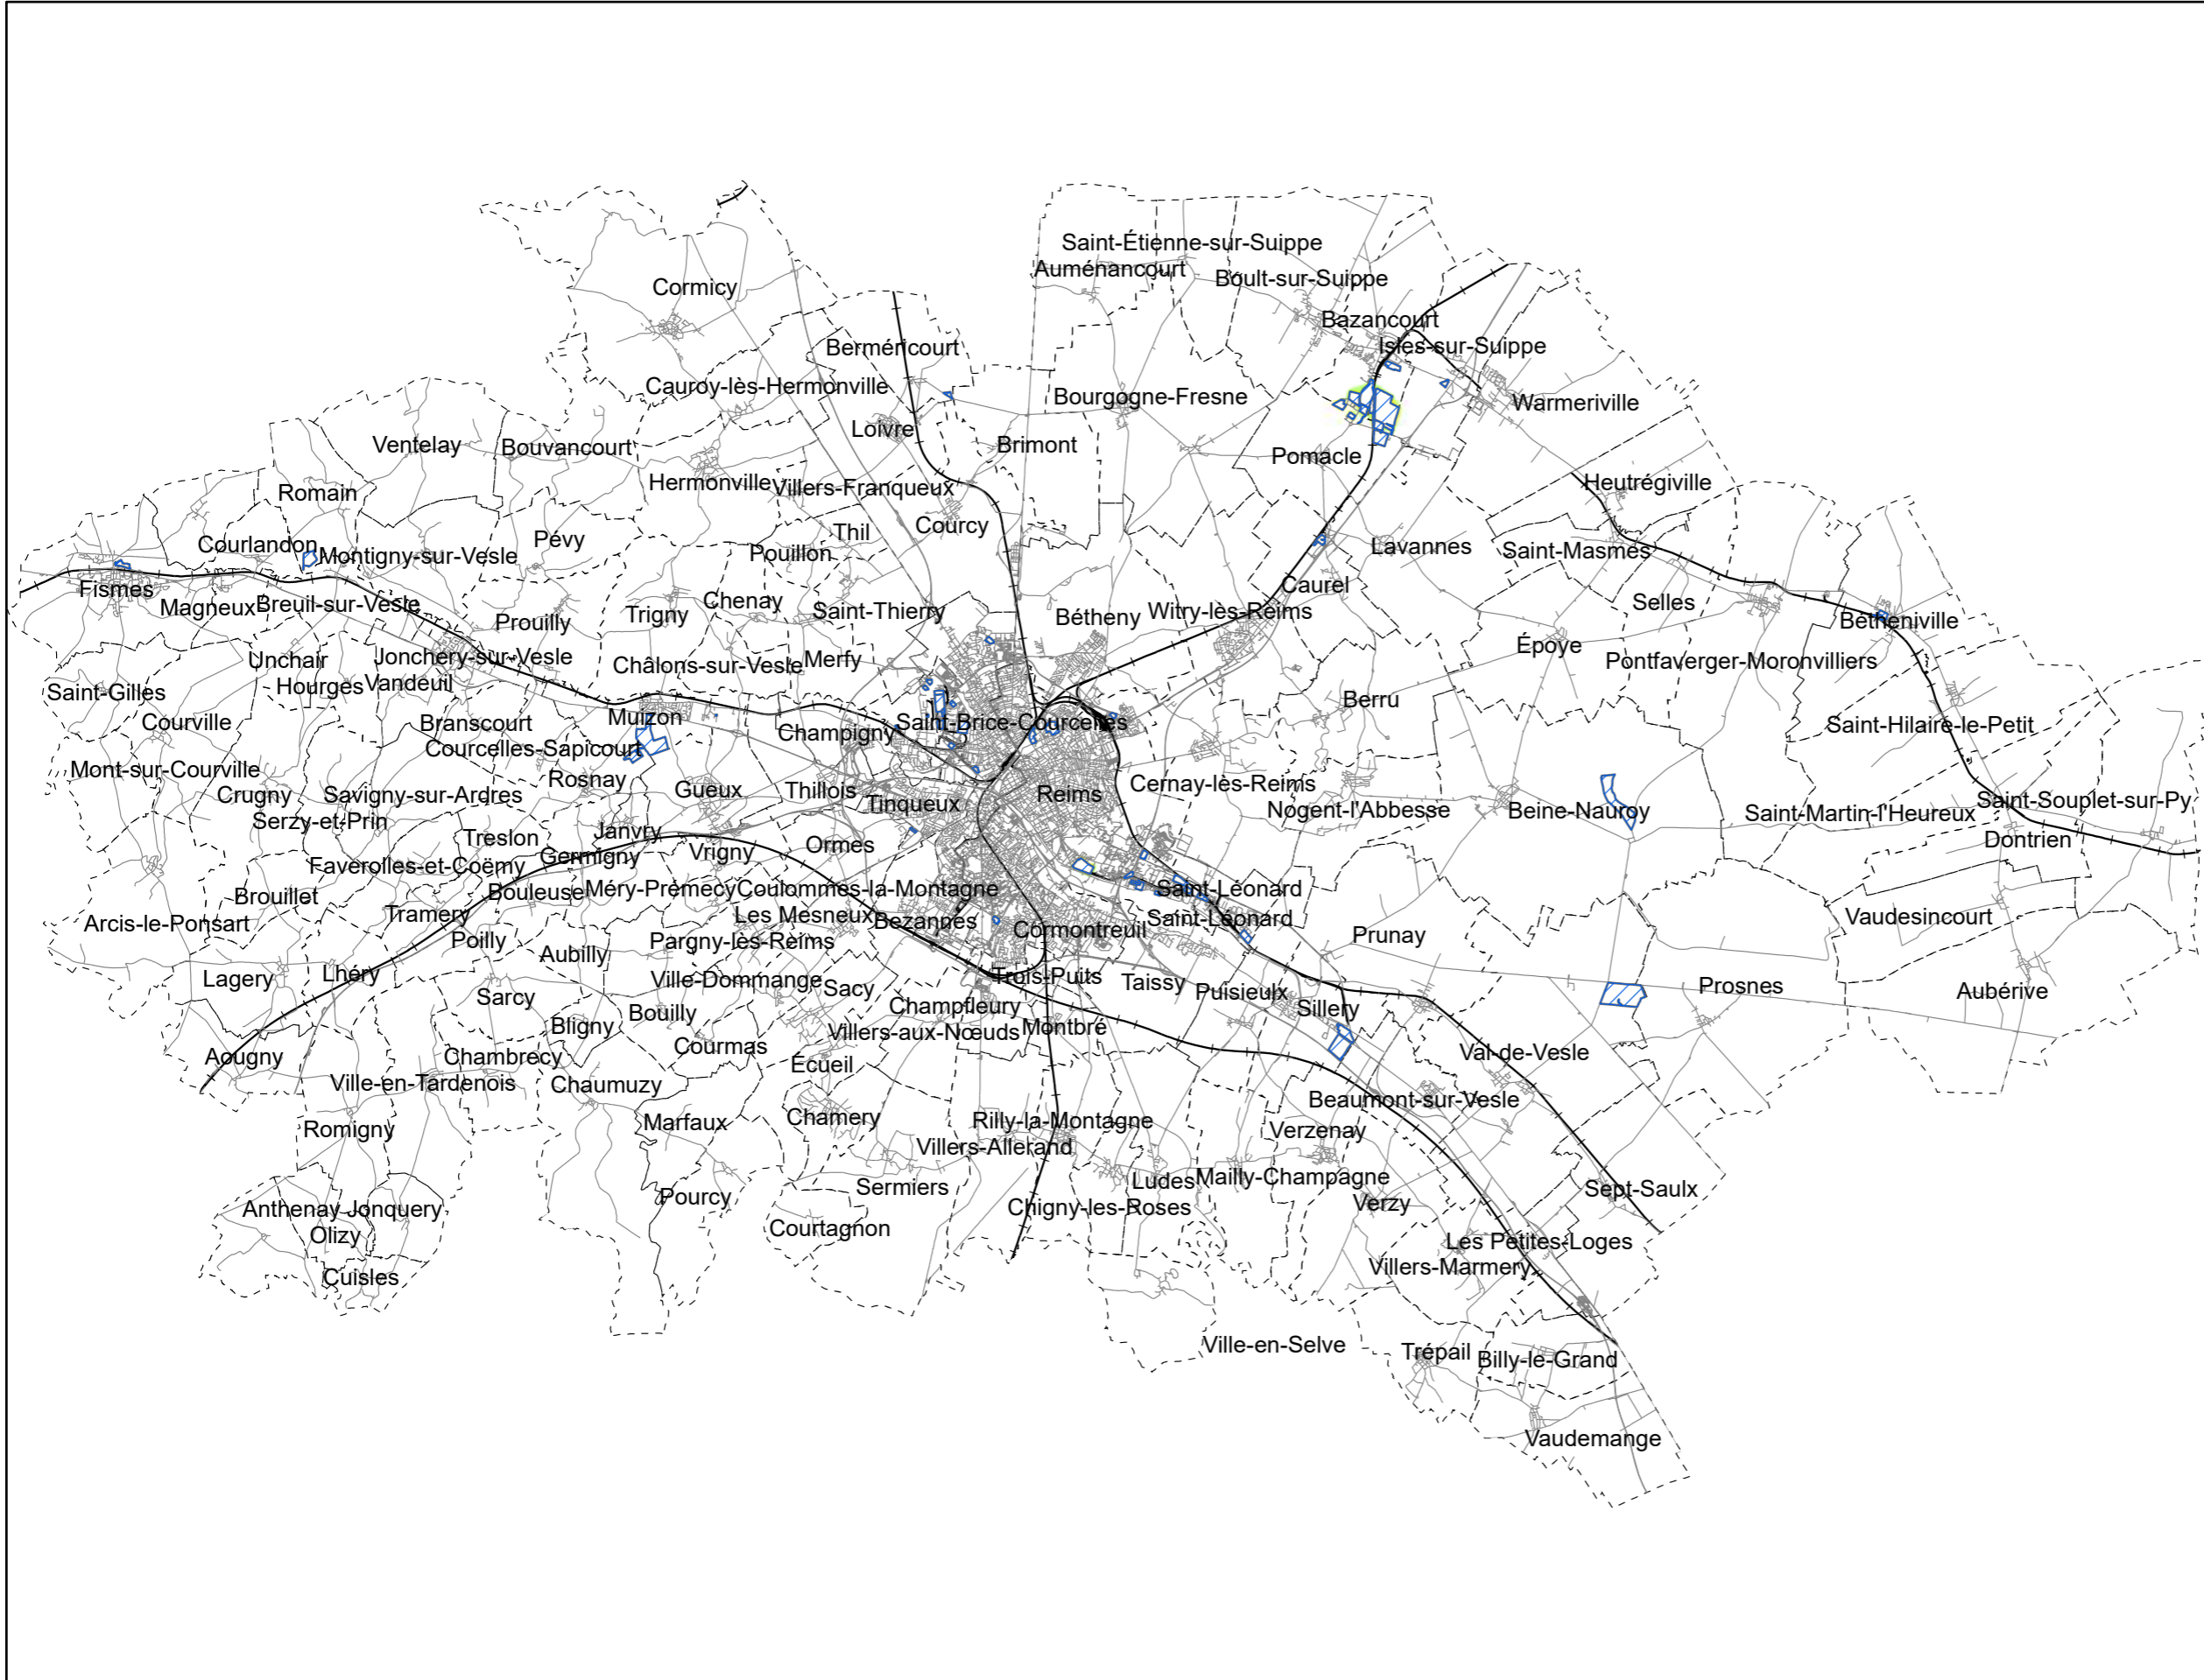 Saint-Étienne-sur-Suippe
Auménancourt
Boult-sur-Suippe
Cormicy
Bazancourt
Isles-sur-Suippe
Berméricourt
Cauroy-lès-Hermonville
Bourgogne-Fresne
Warmeriville
Loivre
Ventelay
Bouvancourt
Brimont
Pomacle
Hermonville
Villers-Franqueux
Heutrégiville
Romain
Courcy
Thil
Pévy
Courlandon
Montigny-sur-Vesle
Pouillon
Lavannes
Saint-Masmes
Fismes
Magneux
Breuil-sur-Vesle
Caurel
Trigny
Chenay
Saint-Thierry
Bétheny
Witry-lès-Reims
Selles
Bétheniville
Prouilly
Époye
Unchair
Jonchery-sur-Vesle
Châlons-sur-Vesle
Merfy
Pontfaverger-Moronvilliers
Saint-Gilles
Hourges
Vandeuil
Berru
Courville
Branscourt
Muizon
Champigny
Saint-Brice-Courcelles
Saint-Hilaire-le-Petit
Courcelles-Sapicourt
Mont-sur-Courville
Rosnay
Crugny
Savigny-sur-Ardres
Gueux
Thillois
Tinqueux
Reims
Cernay-lès-Reims
Nogent-l'Abbesse
Beine-Nauroy
Saint-Martin-l'Heureux
Saint-Souplet-sur-Py
Serzy-et-Prin
Treslon
Janvry
Dontrien
Faverolles-et-Coëmy
Germigny
Vrigny
Ormes
Brouillet
Bouleuse
Méry-Prémecy
Coulommes-la-Montagne
Saint-Léonard
Arcis-le-Ponsart
Tramery
Les Mesneux
Bezannes
Saint-Léonard
Vaudesincourt
Poilly
Pargny-lès-Reims
Cormontreuil
Prunay
Aubilly
Lagery
Lhéry
Ville-Dommange
Sacy
Trois-Puits
Taissy
Puisieulx
Prosnes
Aubérive
Sarcy
Bouilly
Champfleury
Sillery
Bligny
Villers-aux-Nœuds
Montbré
Aougny
Chambrecy
Courmas
Écueil
Val-de-Vesle
Ville-en-Tardenois
Chaumuzy
Beaumont-sur-Vesle
Romigny
Marfaux
Chamery
Rilly-la-Montagne
Verzenay
Villers-Allerand
Pourcy
Sermiers
Ludes
Mailly-Champagne
Sept-Saulx
Anthenay
Jonquery
Chigny-les-Roses
Verzy
Olizy
Courtagnon
Les Petites-Loges
Cuisles
Villers-Marmery
Ville-en-Selve
Trépail
Billy-le-Grand
Vaudemange